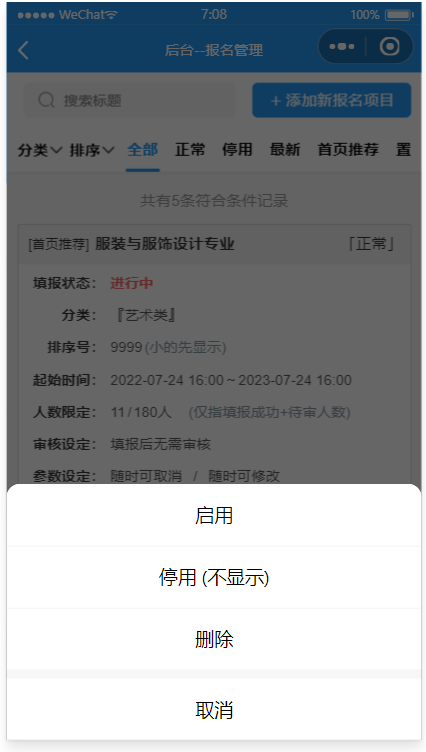 WeChat 7:08 100%
后台--报名管理
搜索标题 + 添加新报名项目
分类 排序 全部 正常 停用 最新 首页推荐 置
共有5条符合条件记录
[首页推荐] 服装与服饰设计专业 「正常」
填报状态： 进行中
分类： 『艺术类』
排序号： 9999 (小的先显示)
起始时间： 2022-07-24 16:00 ~ 2023-07-24 16:00
人数限定： 11 / 180人 (仅指填报成功+待审人数)
审核设定： 填报后无需审核
参数设定： 随时可取消 / 随时可修改
启用
停用 (不显示)
删除
取消